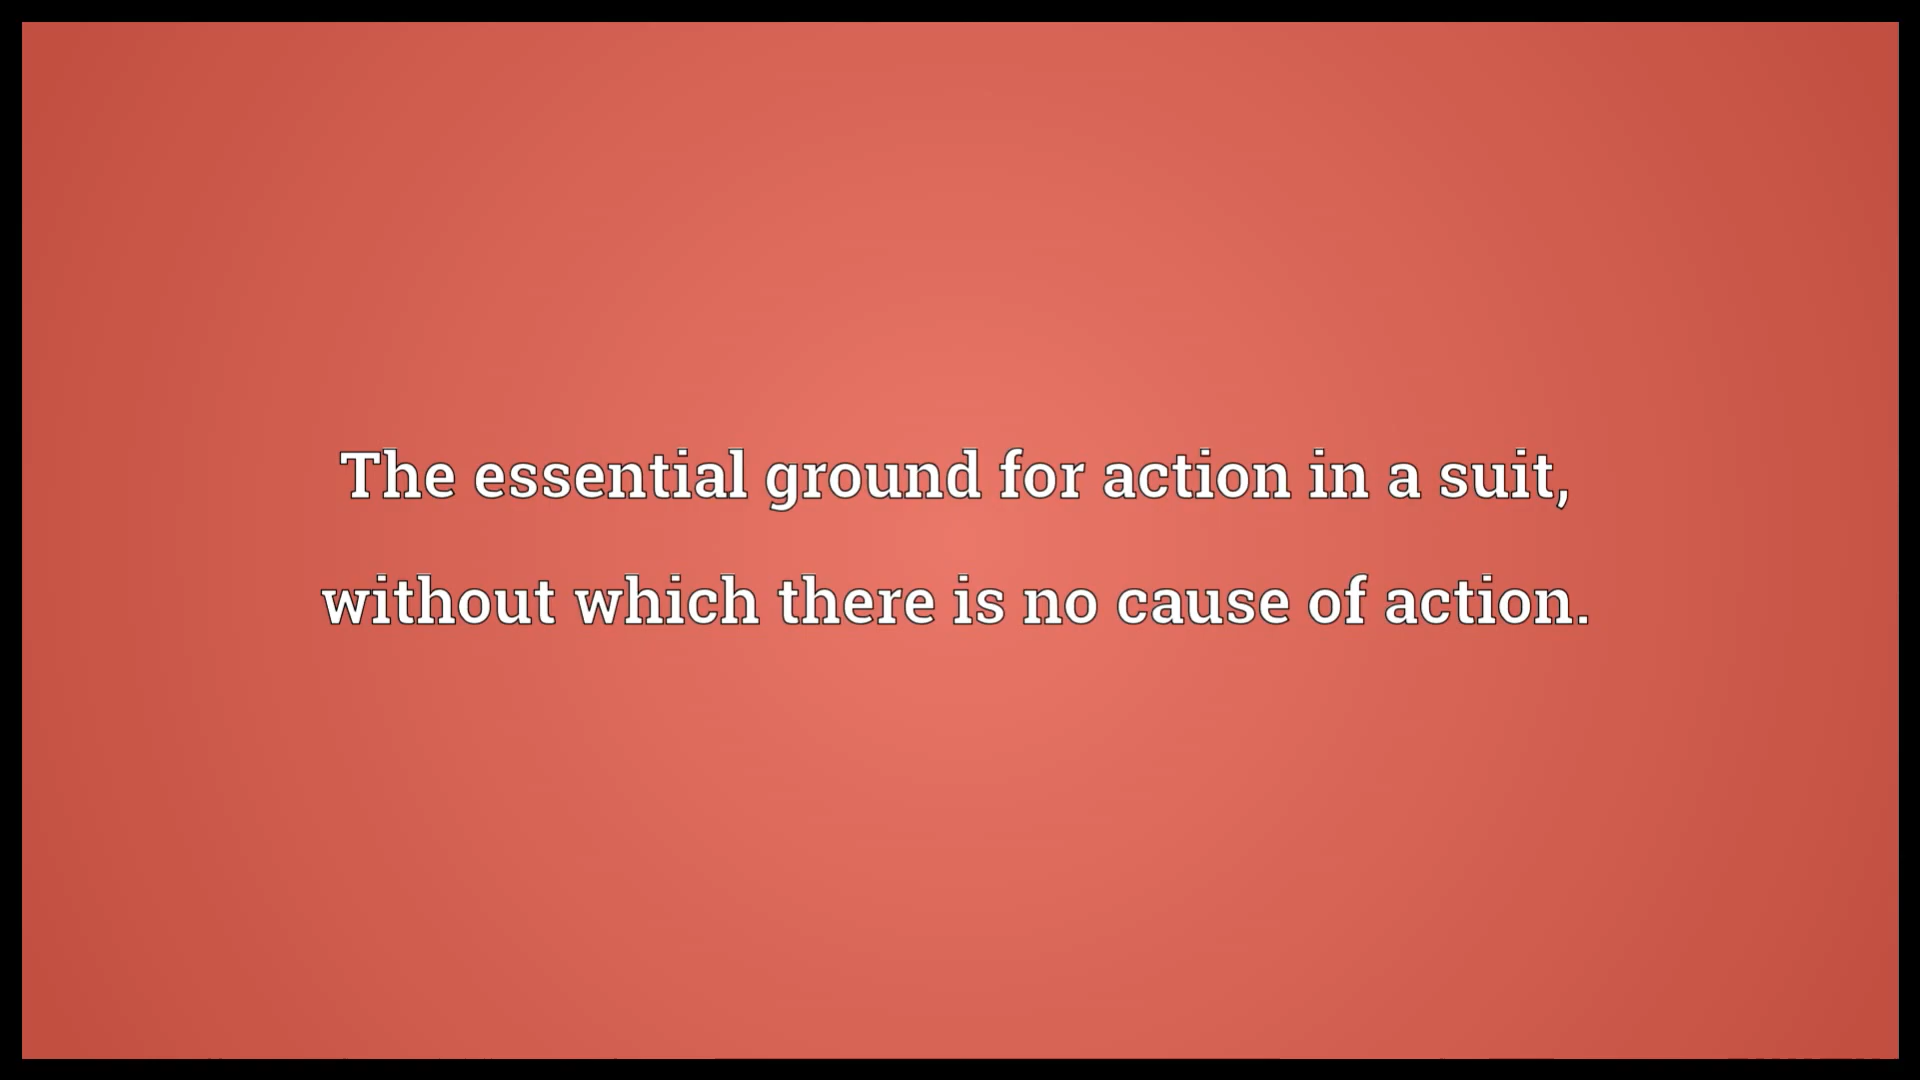 The essential ground for action in a suit,
without which there is no cause of action.